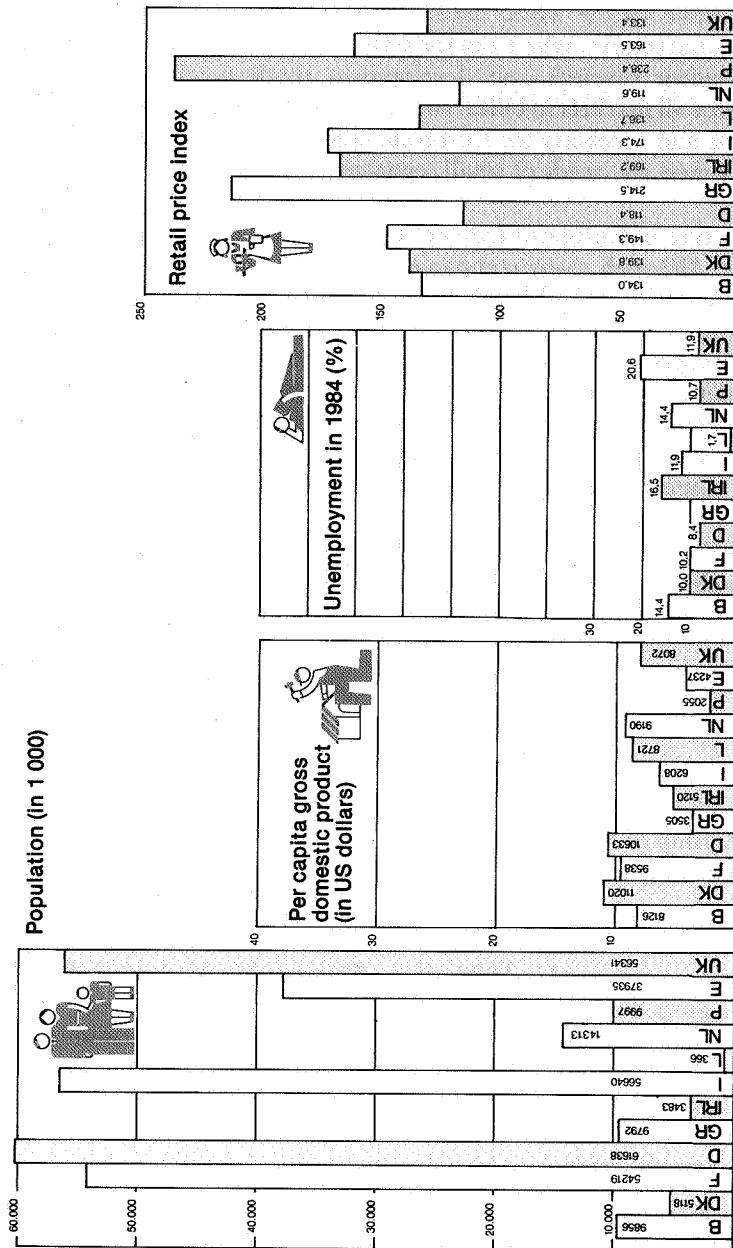 Population (in 1 000)
60.000
50.000
40.000
30.000
20.000
10.000
9856
5118
54219
61638
9792
3483
56640
366
14313
9997
37935
56341
B
DK
F
D
GR
IRL
I
L
NL
P
E
UK
Per capita gross
domestic product
(in US dollars)
40
30
20
10
8126
11020
9538
10633
3505
5120
6208
8721
9190
2055
4237
8072
B
DK
F
D
GR
IRL
I
L
NL
P
E
UK
Unemployment in 1984 (%)
30
20
10
14,4
10,0
10,2
8,4
16,5
11,9
1,7
14,4
10,7
20,6
11,9
B
DK
F
D
GR
IRL
I
L
NL
P
E
UK
Retail price index
250
200
150
100
50
134,0
139,8
149,3
118,4
214,5
169,2
174,3
136,7
119,6
238,4
163,5
133,4
B
DK
F
D
GR
IRL
I
L
NL
P
E
UK